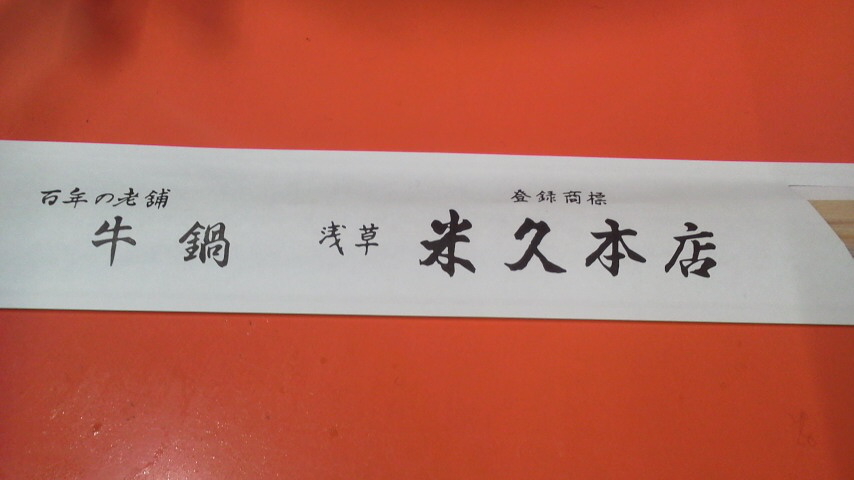 百年の老舗
牛鍋
浅草
登録商標
米久本店